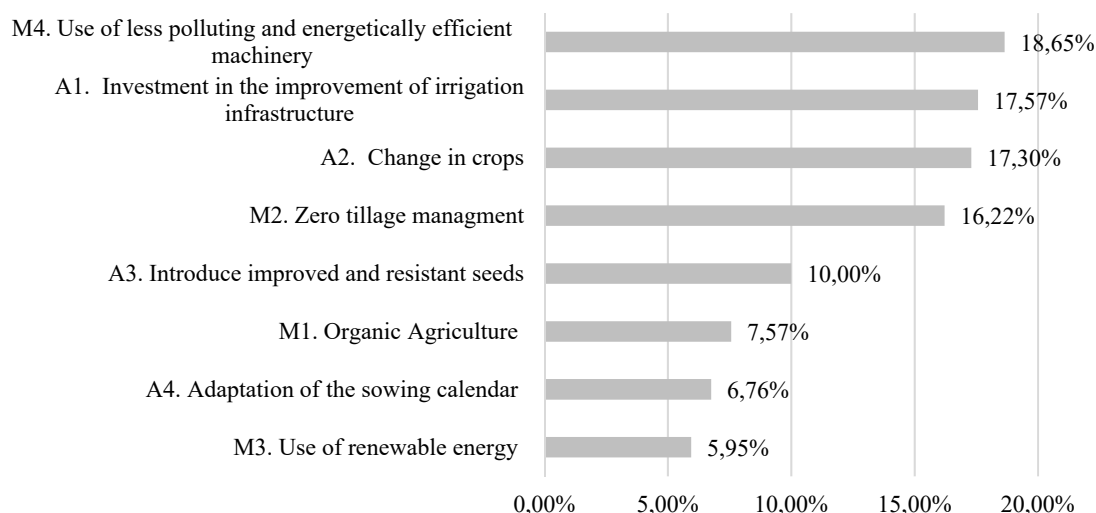 M4. Use of less polluting and energetically efficient
machinery
18,65%
A1. Investment in the improvement of irrigation
infrastructure
17,57%
A2. Change in crops
17,30%
M2. Zero tillage managment
16,22%
A3. Introduce improved and resistant seeds
10,00%
M1. Organic Agriculture
7,57%
A4. Adaptation of the sowing calendar
6,76%
M3. Use of renewable energy
5,95%
0,00% 5,00% 10,00% 15,00% 20,00%